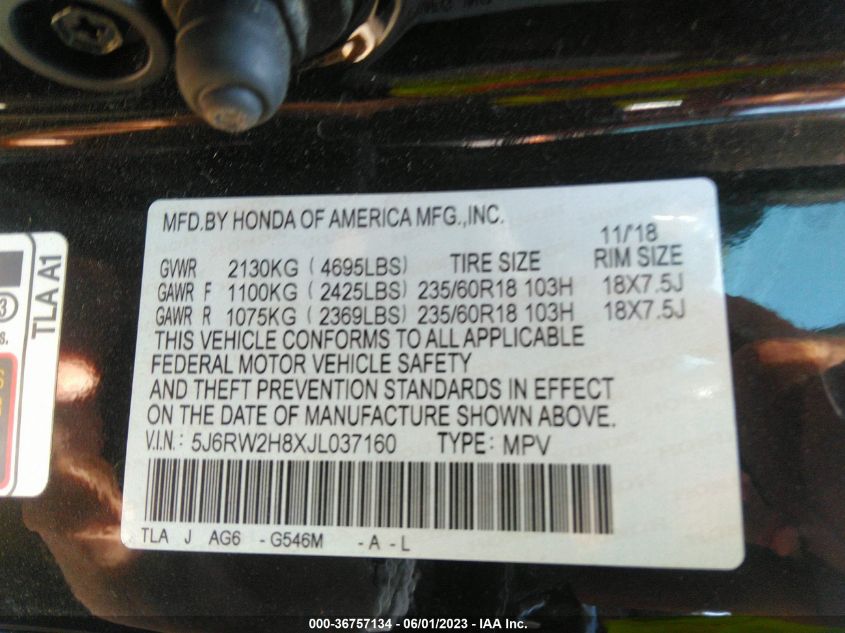 MFD.BY HONDA OF AMERICA MFG.,INC.
11/18
GVWR 2130KG (4695LBS) TIRE SIZE RIM SIZE
GAWR F 1100KG (2425LBS) 235/60R18 103H 18X7.5J
GAWR R 1075KG (2369LBS) 235/60R18 103H 18X7.5J
THIS VEHICLE CONFORMS TO ALL APPLICABLE
FEDERAL MOTOR VEHICLE SAFETY
AND THEFT PREVENTION STANDARDS IN EFFECT
ON THE DATE OF MANUFACTURE SHOWN ABOVE.
V.I.N.: 5J6RW2H8XJL037160 TYPE: MPV
TLA J AG6 -G546M -A-L
TLA A1
3
000-36757134 - 06/01/2023 - IAA Inc.